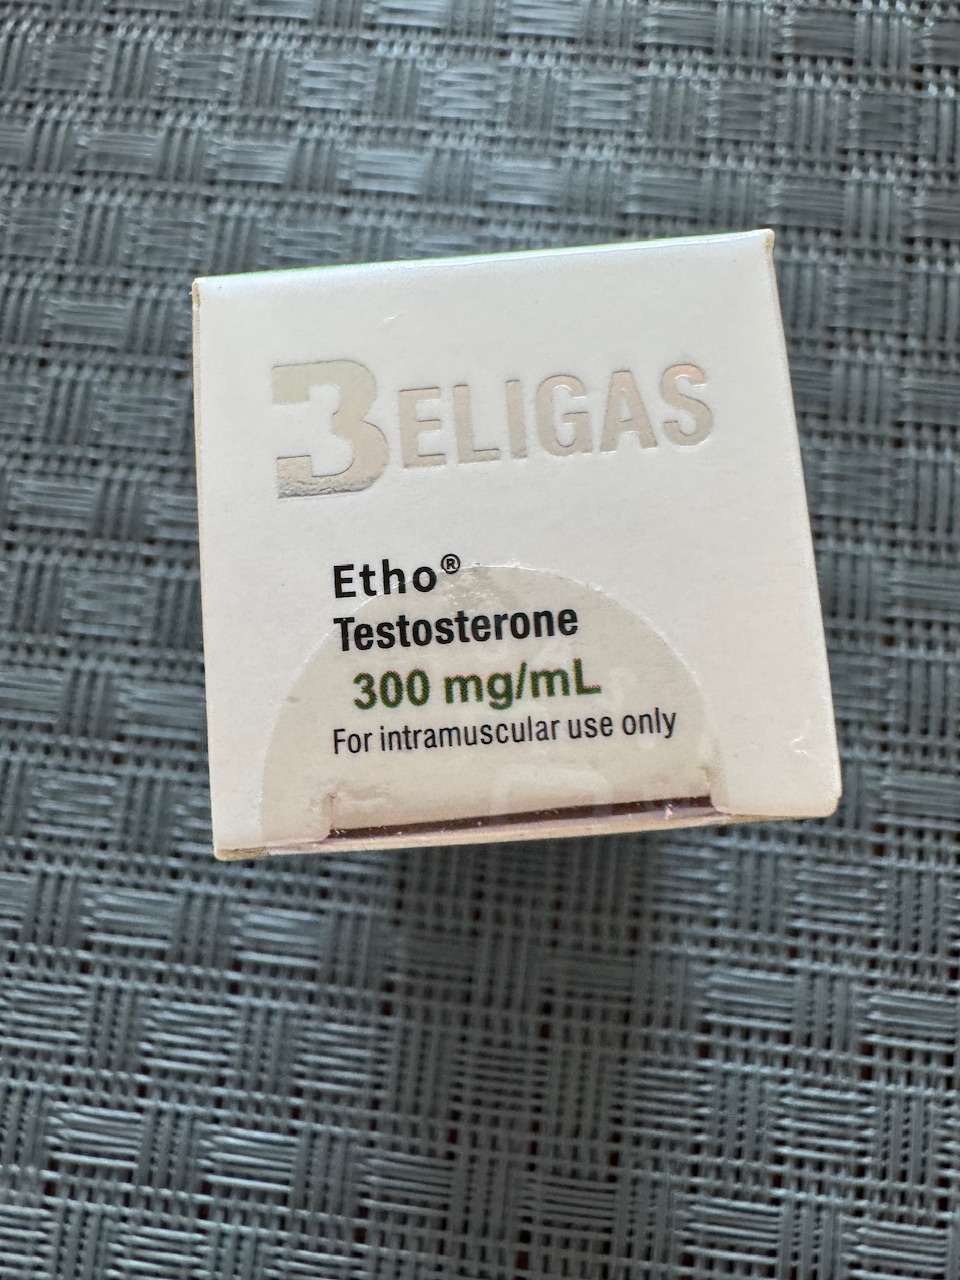 BELIGAS
Etho®
Testosterone
300 mg/mL
For intramuscular use only